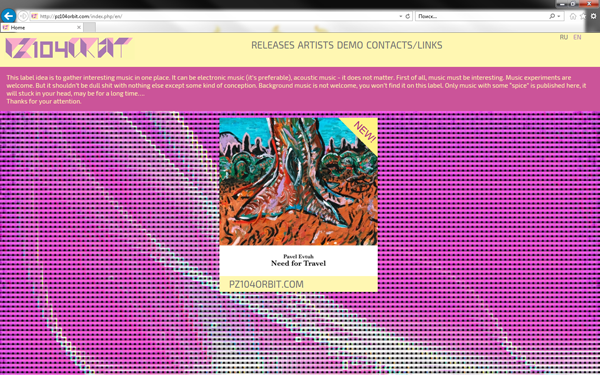 http://pz104orbit.com/index.php/en/
Поиск...
Home
PZ104ORBIT
RELEASES ARTISTS DEMO CONTACTS/LINKS
RU EN
This label idea is to gather interesting music in one place. It can be electronic music (it's preferable), acoustic music - it does not matter. First of all, music must be interesting. Music experiments are
welcome. But it shouldn't be dull shit with nothing else except some kind of conception. Background music is not welcome, you won't find it on this label. Only music with some "spice" is published here, it
will stuck in your head, may be for a long time....
Thanks for your attention.
NEW!
Pavel Evtuh
Need for Travel
PZ104ORBIT.COM